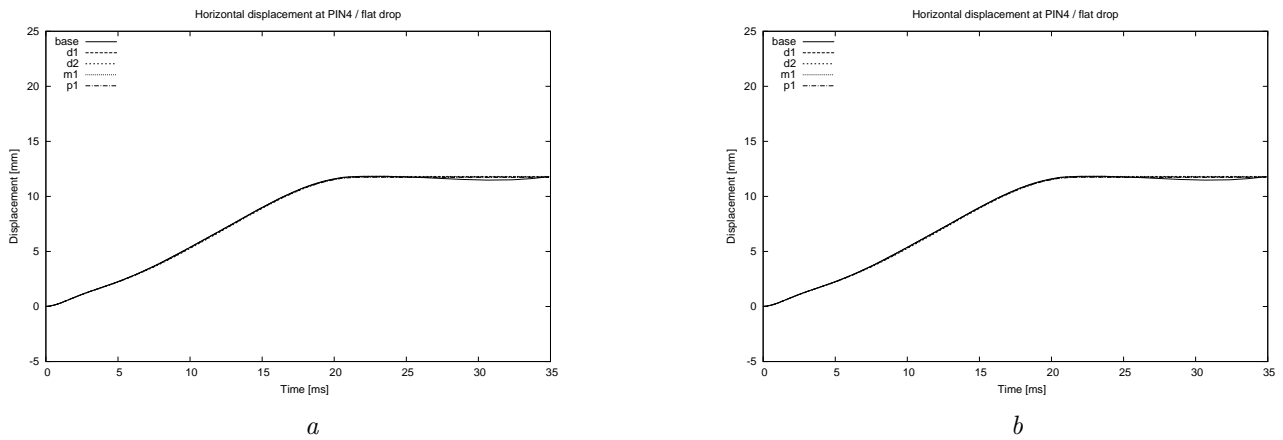 Horizontal displacement at PIN4 / flat drop
25
20
15
10
5
0
-5
Displacement [mm]
base
d1
d2
m1
p1
0 5 10 15 20 25 30 35
Time [ms]
a
Horizontal displacement at PIN4 / flat drop
25
20
15
10
5
0
-5
Displacement [mm]
base
d1
d2
m1
p1
0 5 10 15 20 25 30 35
Time [ms]
b